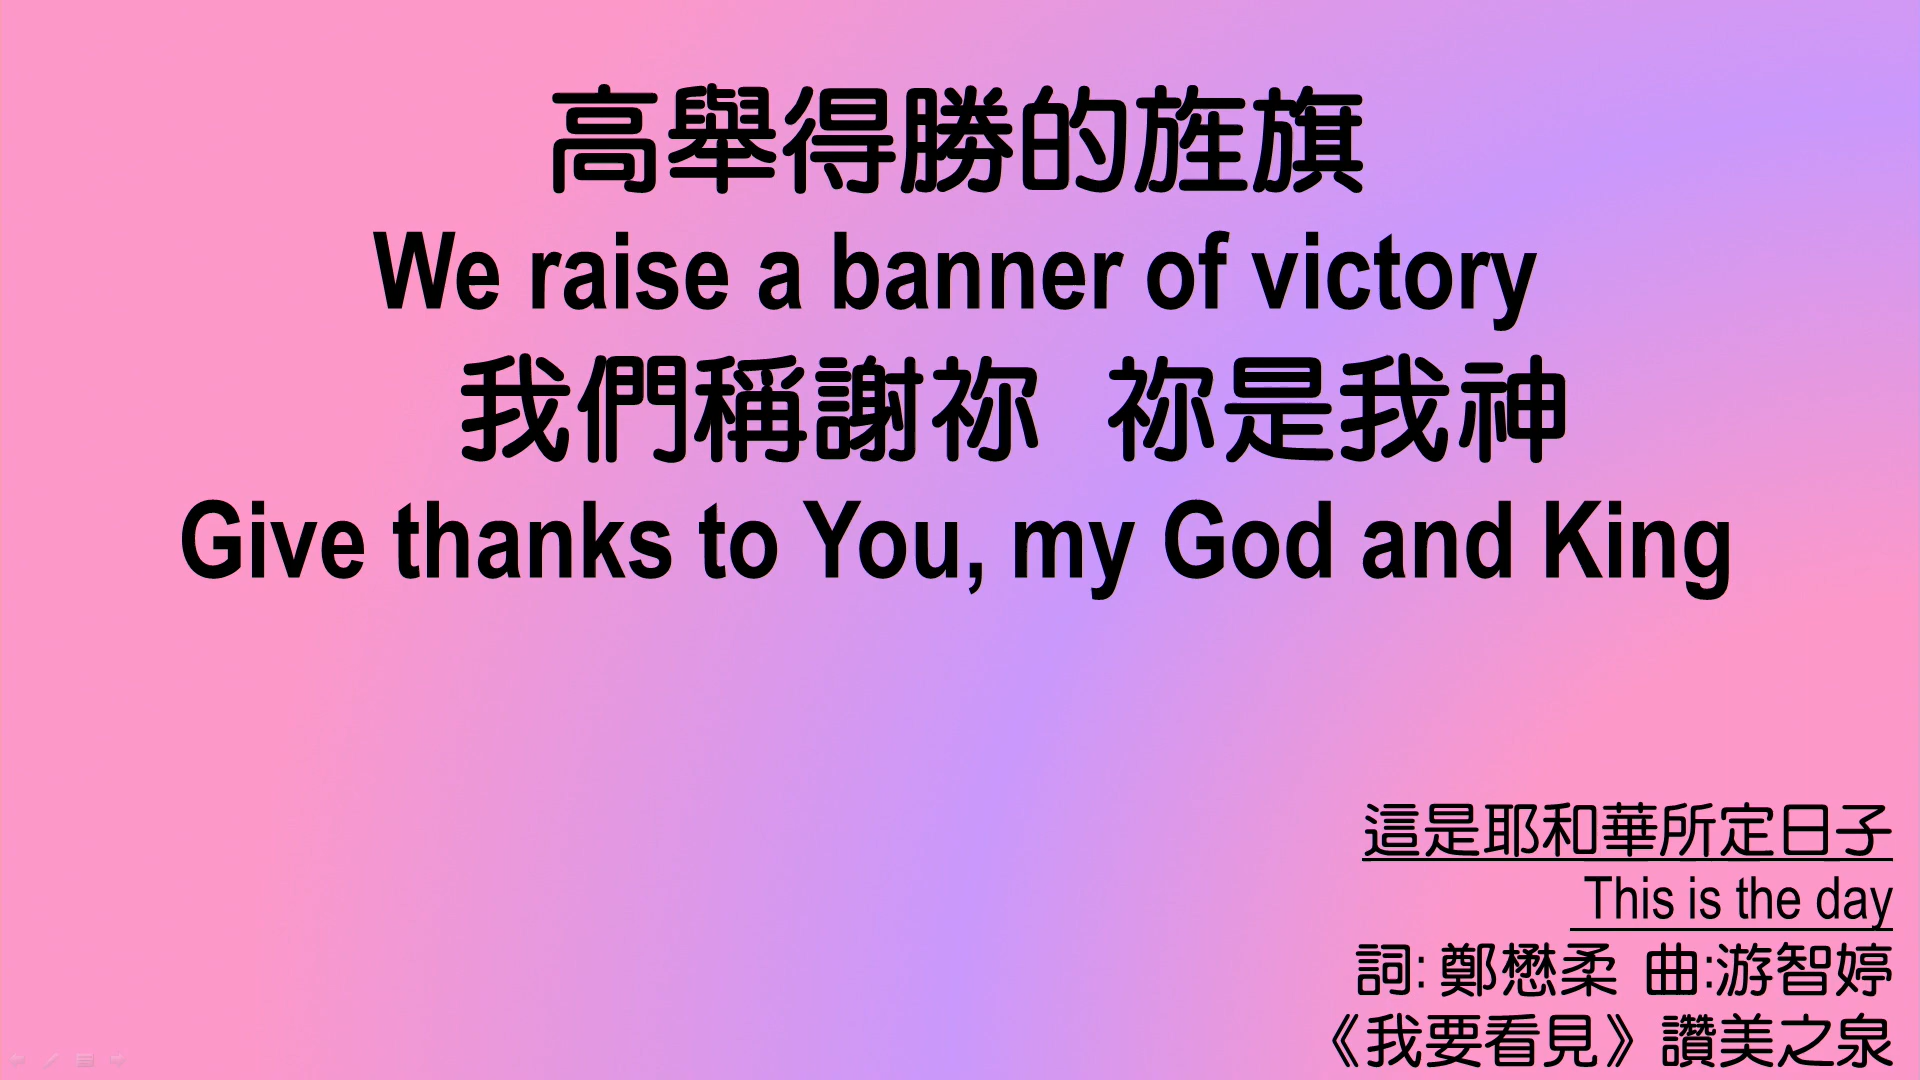 高舉得勝的旌旗
We raise a banner of victory
我們稱謝祢 祢是我神
Give thanks to You, my God and King
這是耶和華所定日子
This is the day
詞: 鄭懋柔 曲:游智婷
《我要看見》讚美之泉